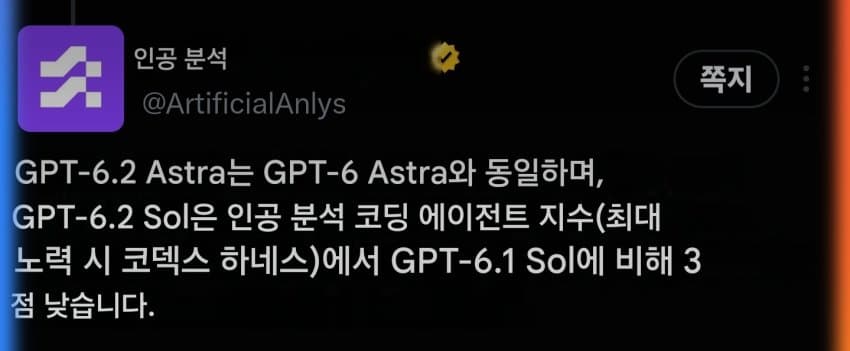 인공 분석
@ArtificialAnlys
쪽지
GPT-6.2 Astra는 GPT-6 Astra와 동일하며,
GPT-6.2 Sol은 인공 분석 코딩 에이전트 지수(최대
노력 시 코덱스 하네스)에서 GPT-6.1 Sol에 비해 3
점 낮습니다.